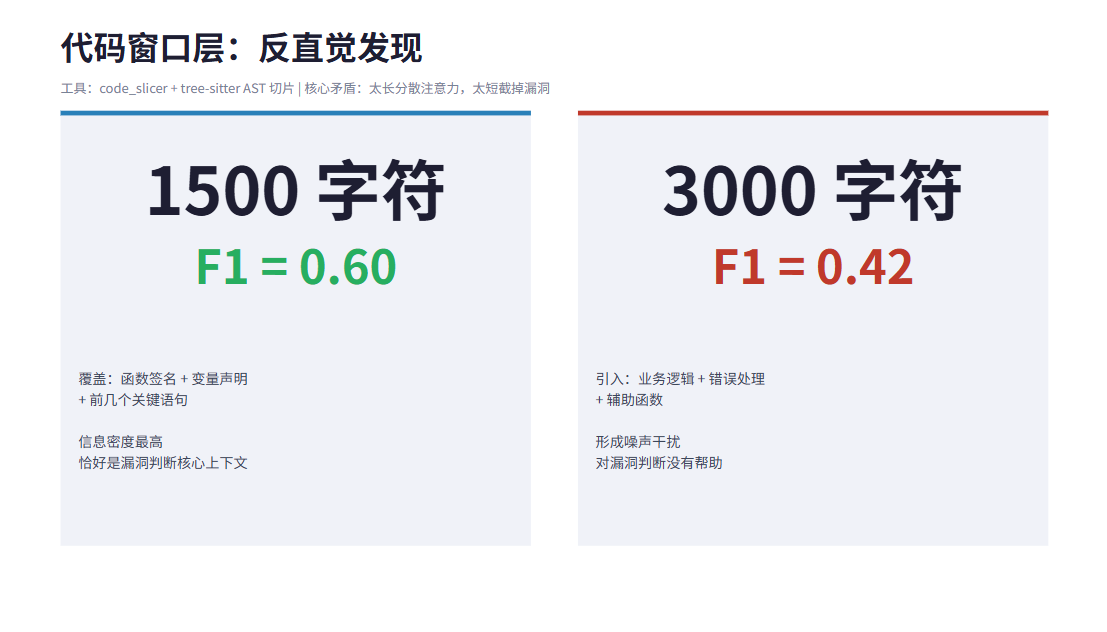 代码窗口层：反直觉发现
工具：code_slicer + tree-sitter AST 切片 | 核心矛盾：太长分散注意力，太短截掉漏洞
1500 字符
F1 = 0.60
覆盖：函数签名 + 变量声明
+ 前几个关键语句
信息密度最高
恰好是漏洞判断核心上下文
3000 字符
F1 = 0.42
引入：业务逻辑 + 错误处理
+ 辅助函数
形成噪声干扰
对漏洞判断没有帮助